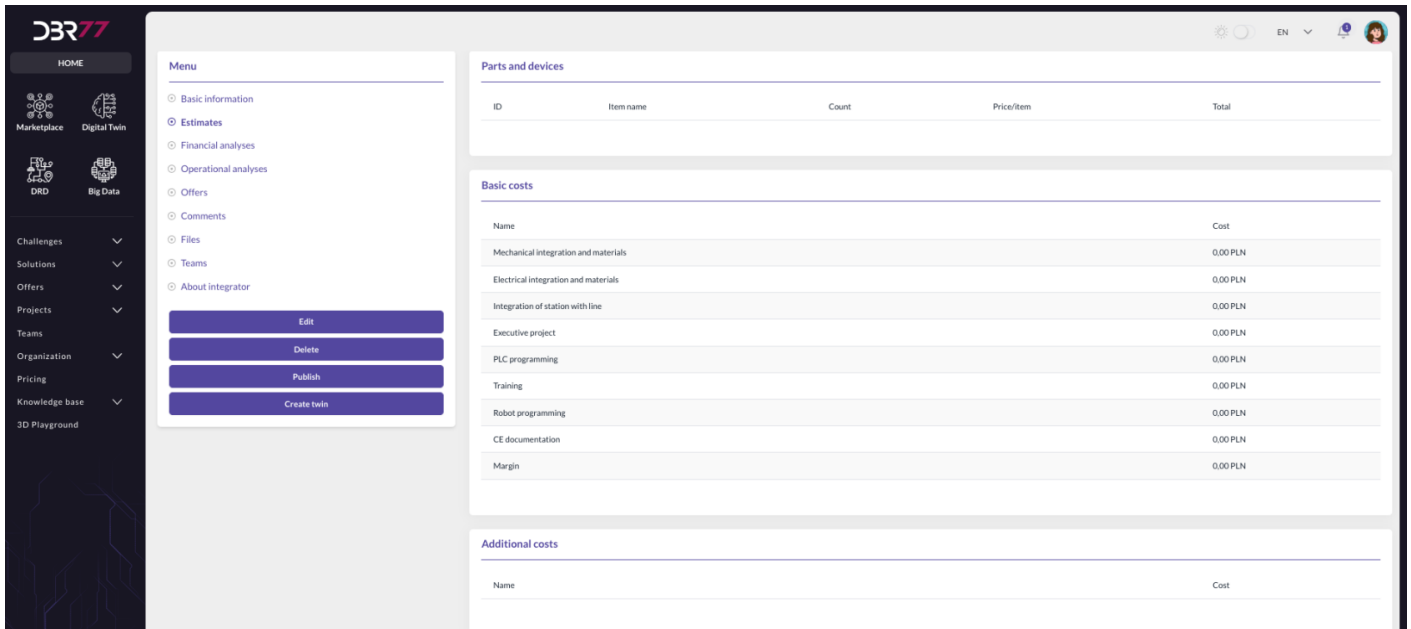 DBR77
HOME
Marketplace
Digital Twin
DRD
Big Data
Challenges
Solutions
Offers
Projects
Teams
Organization
Pricing
Knowledge base
3D Playground
EN
1
Menu
Basic information
Estimates
Financial analyses
Operational analyses
Offers
Comments
Files
Teams
About integrator
Edit
Delete
Publish
Create twin
Parts and devices
ID Item name Count Price/item Total
Basic costs
Name Cost
Mechanical integration and materials 0,00 PLN
Electrical integration and materials 0,00 PLN
Integration of station with line 0,00 PLN
Executive project 0,00 PLN
PLC programming 0,00 PLN
Training 0,00 PLN
Robot programming 0,00 PLN
CE documentation 0,00 PLN
Margin 0,00 PLN
Additional costs
Name Cost